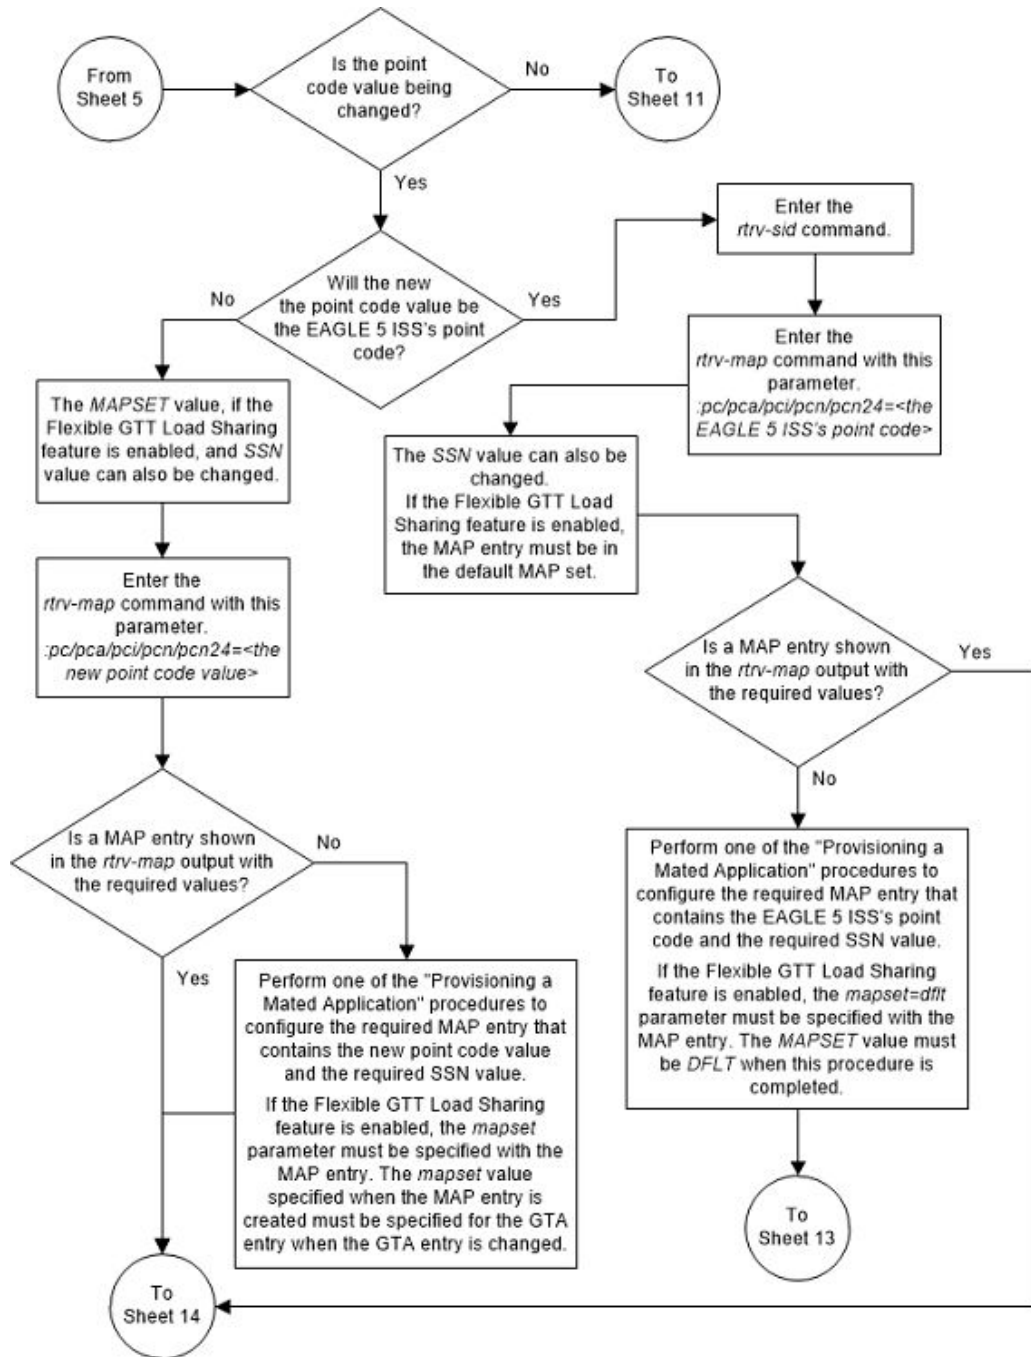 From
Sheet 5
Is the point
code value being
changed?
No
To
Sheet 11
Yes
Will the new
the point code value be
the EAGLE 5 ISS's point
code?
No
Yes
Enter the
rtrv-sid command.
Enter the
rtrv-map command with this
parameter.
:pc/pca/pci/pcn/pcn24=<the
EAGLE 5 ISS's point code>
The MAPSET value, if the
Flexible GTT Load Sharing
feature is enabled, and SSN
value can also be changed.
The SSN value can also be
changed.
If the Flexible GTT Load
Sharing feature is enabled,
the MAP entry must be in
the default MAP set.
Enter the
rtrv-map command with this
parameter.
:pc/pca/pci/pcn/pcn24=<the
new point code value>
Is a MAP entry shown
in the rtrv-map output with
the required values?
Yes
No
Is a MAP entry shown
in the rtrv-map output with
the required values?
No
Yes
Perform one of the "Provisioning a
Mated Application" procedures to
configure the required MAP entry that
contains the EAGLE 5 ISS's point
code and the required SSN value.
If the Flexible GTT Load Sharing
feature is enabled, the mapset=dflt
parameter must be specified with the
MAP entry. The MAPSET value must
be DFLT when this procedure is
completed.
Perform one of the "Provisioning a
Mated Application" procedures to
configure the required MAP entry that
contains the new point code value
and the required SSN value.
If the Flexible GTT Load Sharing
feature is enabled, the mapset
parameter must be specified with the
MAP entry. The mapset value
specified when the MAP entry is
created must be specified for the GTA
entry when the GTA entry is changed.
To
Sheet 13
To
Sheet 14